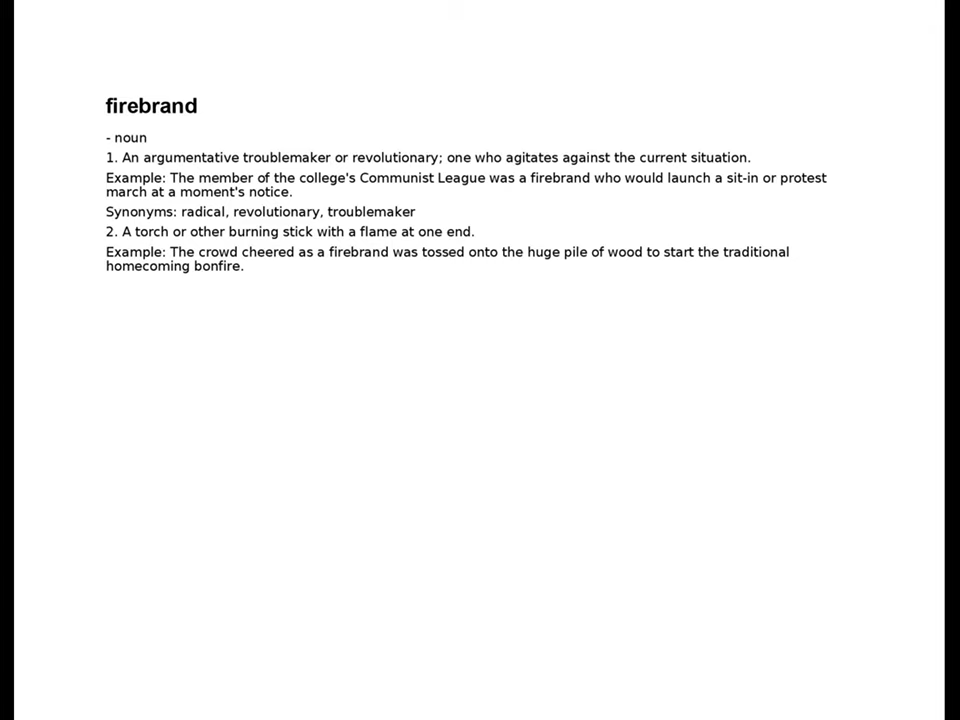 firebrand
- noun
1. An argumentative troublemaker or revolutionary; one who agitates against the current situation.
Example: The member of the college's Communist League was a firebrand who would launch a sit-in or protest
march at a moment's notice.
Synonyms: radical, revolutionary, troublemaker
2. A torch or other burning stick with a flame at one end.
Example: The crowd cheered as a firebrand was tossed onto the huge pile of wood to start the traditional
homecoming bonfire.